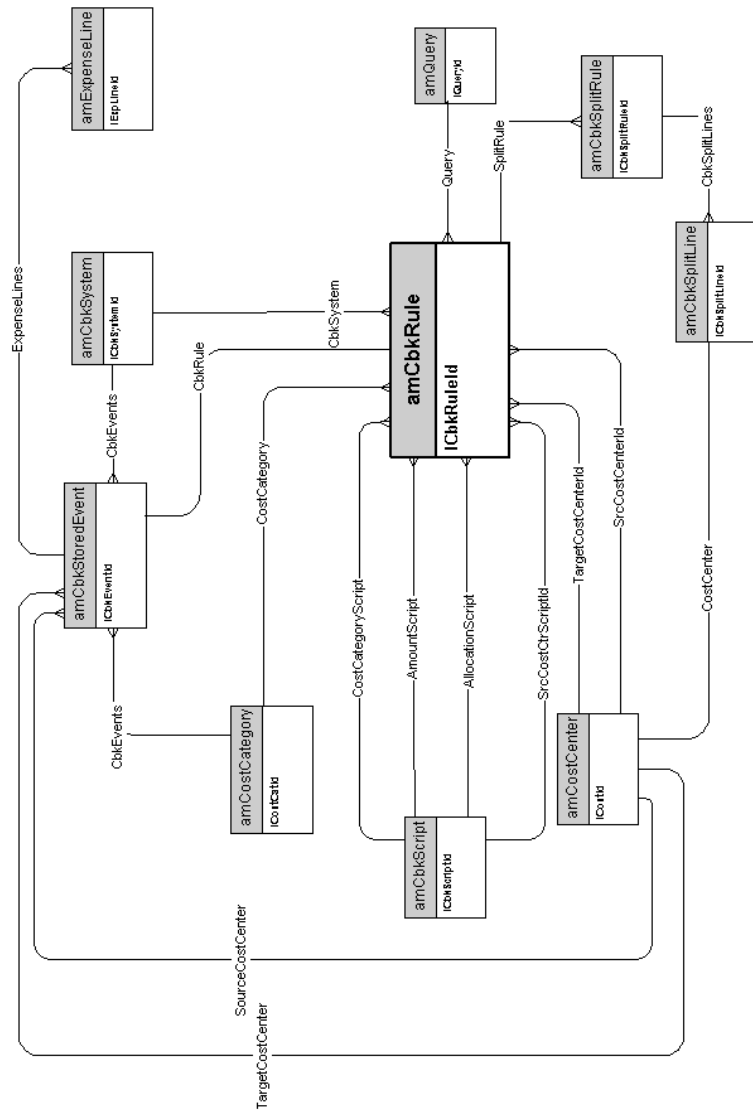 amExpenseLine
lExpLineId
ExpenseLines
amQuery
lQueryId
Query
amCbkSplitRule
lCbkSplitRuleId
SplitRule
CbkSplitLines
amCbkSystem
lCbkSystemId
CbkSystem
CbkRule
CbkEvents
amCbkRule
lCbkRuleId
amCbkSplitLine
lCbkSplitLineId
amCbkStoredEvent
lCbkEventId
CostCategory
CbkEvents
amCostCategory
lCostCatId
CostCategoryScript
AmountScript
AllocationScript
SrcCostCtrScriptId
TargetCostCenterId
SrcCostCenterId
CostCenter
amCbkScript
lCbkScriptId
amCostCenter
lCostId
SourceCostCenter
TargetCostCenter